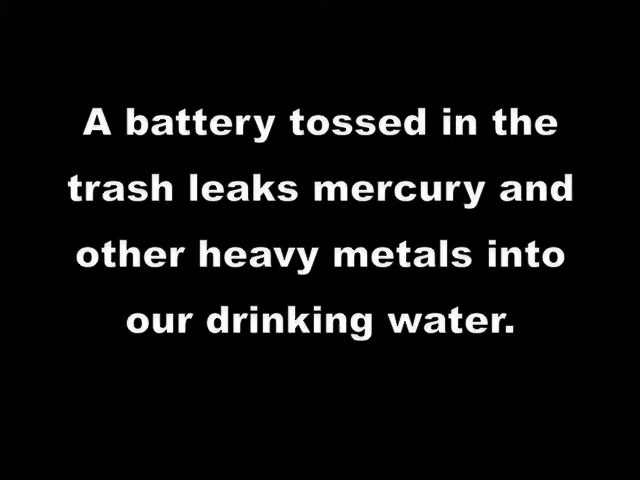 A battery tossed in the
trash leaks mercury and
other heavy metals into
our drinking water.